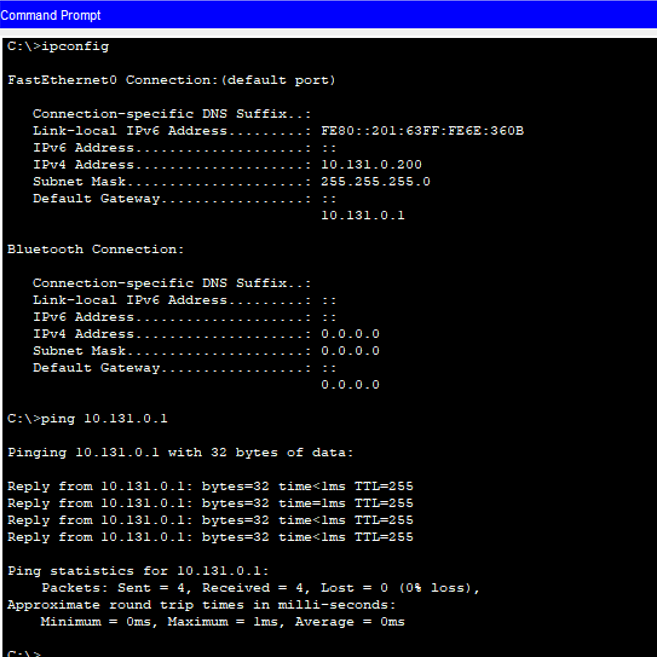 Command Prompt
C:\>ipconfig
FastEthernet0 Connection:(default port)
Connection-specific DNS Suffix..:
Link-local IPv6 Address.........: FE80::201:63FF:FE6E:360B
IPv6 Address....................: ::
IPv4 Address....................: 10.131.0.200
Subnet Mask.....................: 255.255.255.0
Default Gateway.................: ::
10.131.0.1
Bluetooth Connection:
Connection-specific DNS Suffix..:
Link-local IPv6 Address.........: ::
IPv6 Address....................: ::
IPv4 Address....................: 0.0.0.0
Subnet Mask.....................: 0.0.0.0
Default Gateway.................: ::
0.0.0.0
C:\>ping 10.131.0.1
Pinging 10.131.0.1 with 32 bytes of data:
Reply from 10.131.0.1: bytes=32 time<1ms TTL=255
Reply from 10.131.0.1: bytes=32 time=1ms TTL=255
Reply from 10.131.0.1: bytes=32 time<1ms TTL=255
Reply from 10.131.0.1: bytes=32 time<1ms TTL=255
Ping statistics for 10.131.0.1:
Packets: Sent = 4, Received = 4, Lost = 0 (0% loss),
Approximate round trip times in milli-seconds:
Minimum = 0ms, Maximum = 1ms, Average = 0ms
C:\>